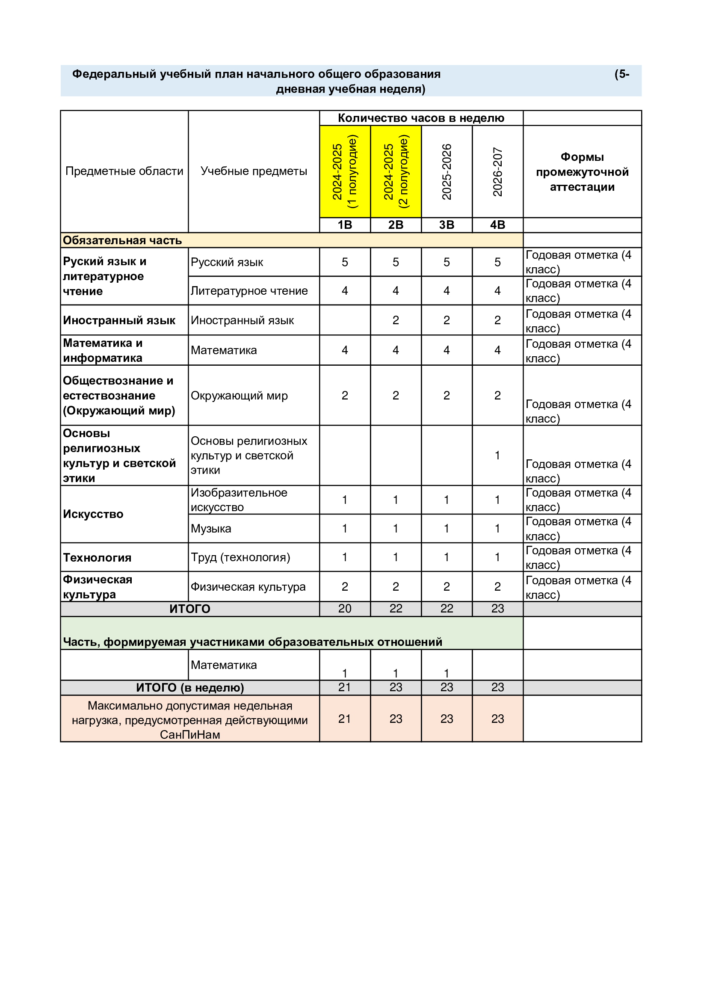 Федеральный учебный план начального общего образования (5-
дневная учебная неделя)
Количество часов в неделю
Предметные области
Учебные предметы
2024-2025
(1 полугодие)
2024-2025
(2 полугодие)
2025-2026
2026-207
Формы
промежуточной
аттестации
1В 2В 3В 4В
Обязательная часть
Руский язык и
литературное
чтение
Русский язык 5 5 5 5 Годовая отметка (4
класс)
Литературное чтение 4 4 4 4 Годовая отметка (4
класс)
Иностранный язык Иностранный язык 2 2 2 Годовая отметка (4
класс)
Математика и
информатика
Математика 4 4 4 4 Годовая отметка (4
класс)
Обществознание и
естествознание
(Окружающий мир)
Окружающий мир 2 2 2 2 Годовая отметка (4
класс)
Основы
религиозных
культур и светской
этики
Основы религиозных
культур и светской
этики
1 Годовая отметка (4
класс)
Искусство
Изобразительное
искусство
1 1 1 1 Годовая отметка (4
класс)
Музыка 1 1 1 1 Годовая отметка (4
класс)
Технология Труд (технология) 1 1 1 1 Годовая отметка (4
класс)
Физическая
культура
Физическая культура 2 2 2 2 Годовая отметка (4
класс)
ИТОГО 20 22 22 23
Часть, формируемая участниками образовательных отношений
Математика 1 1 1
ИТОГО (в неделю) 21 23 23 23
Максимально допустимая недельная
нагрузка, предусмотренная действующими
СанПиНам
21 23 23 23